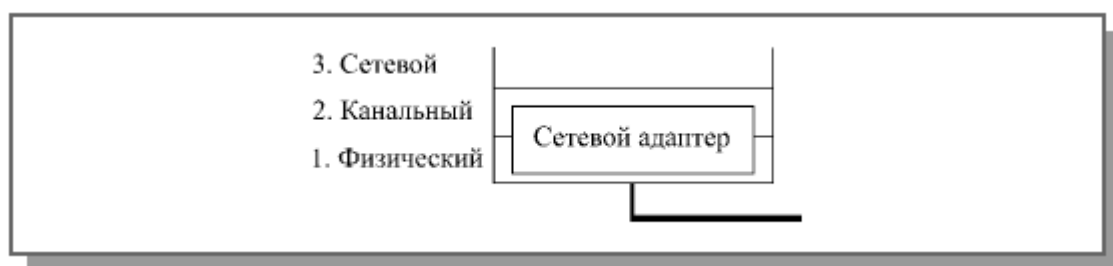 3. Сетевой
2. Канальный
Сетевой адаптер
1. Физический